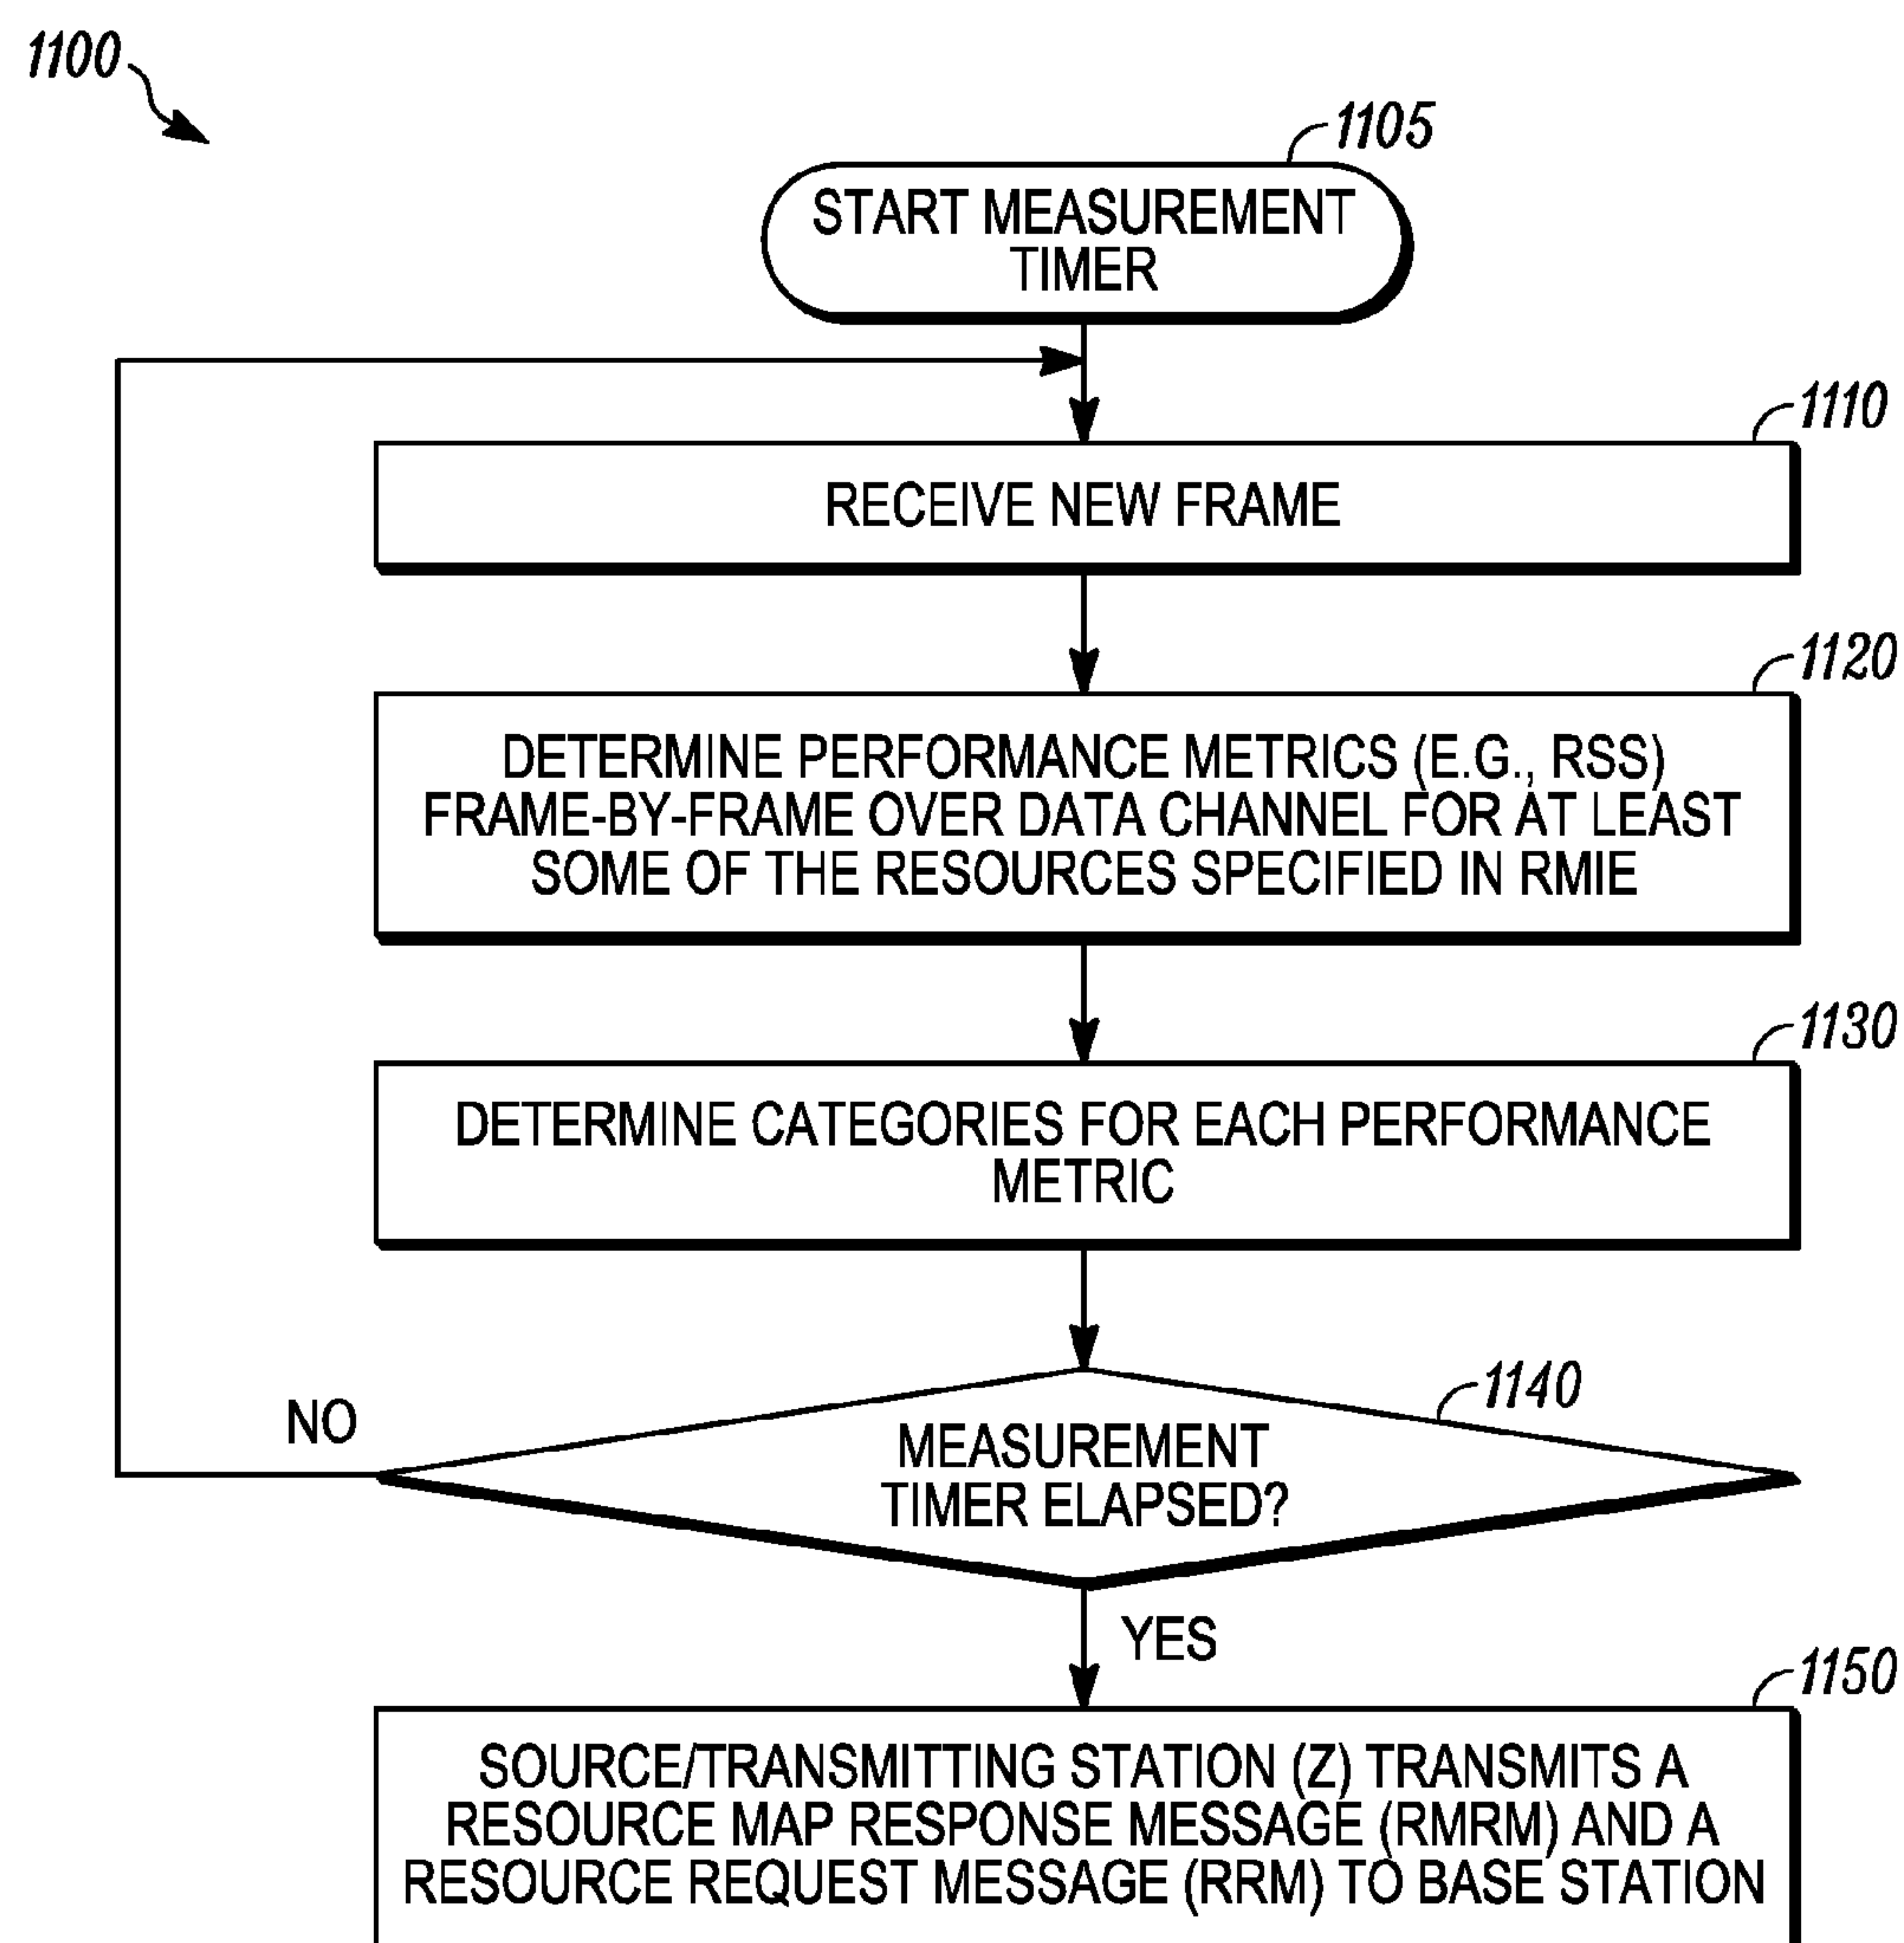 1100
1105
START MEASUREMENT
TIMER
1110
RECEIVE NEW FRAME
1120
DETERMINE PERFORMANCE METRICS (E.G., RSS)
FRAME-BY-FRAME OVER DATA CHANNEL FOR AT LEAST
SOME OF THE RESOURCES SPECIFIED IN RMIE
1130
DETERMINE CATEGORIES FOR EACH PERFORMANCE
METRIC
1140
NO
MEASUREMENT
TIMER ELAPSED?
YES
1150
SOURCE/TRANSMITTING STATION (Z) TRANSMITS A
RESOURCE MAP RESPONSE MESSAGE (RMRM) AND A
RESOURCE REQUEST MESSAGE (RRM) TO BASE STATION